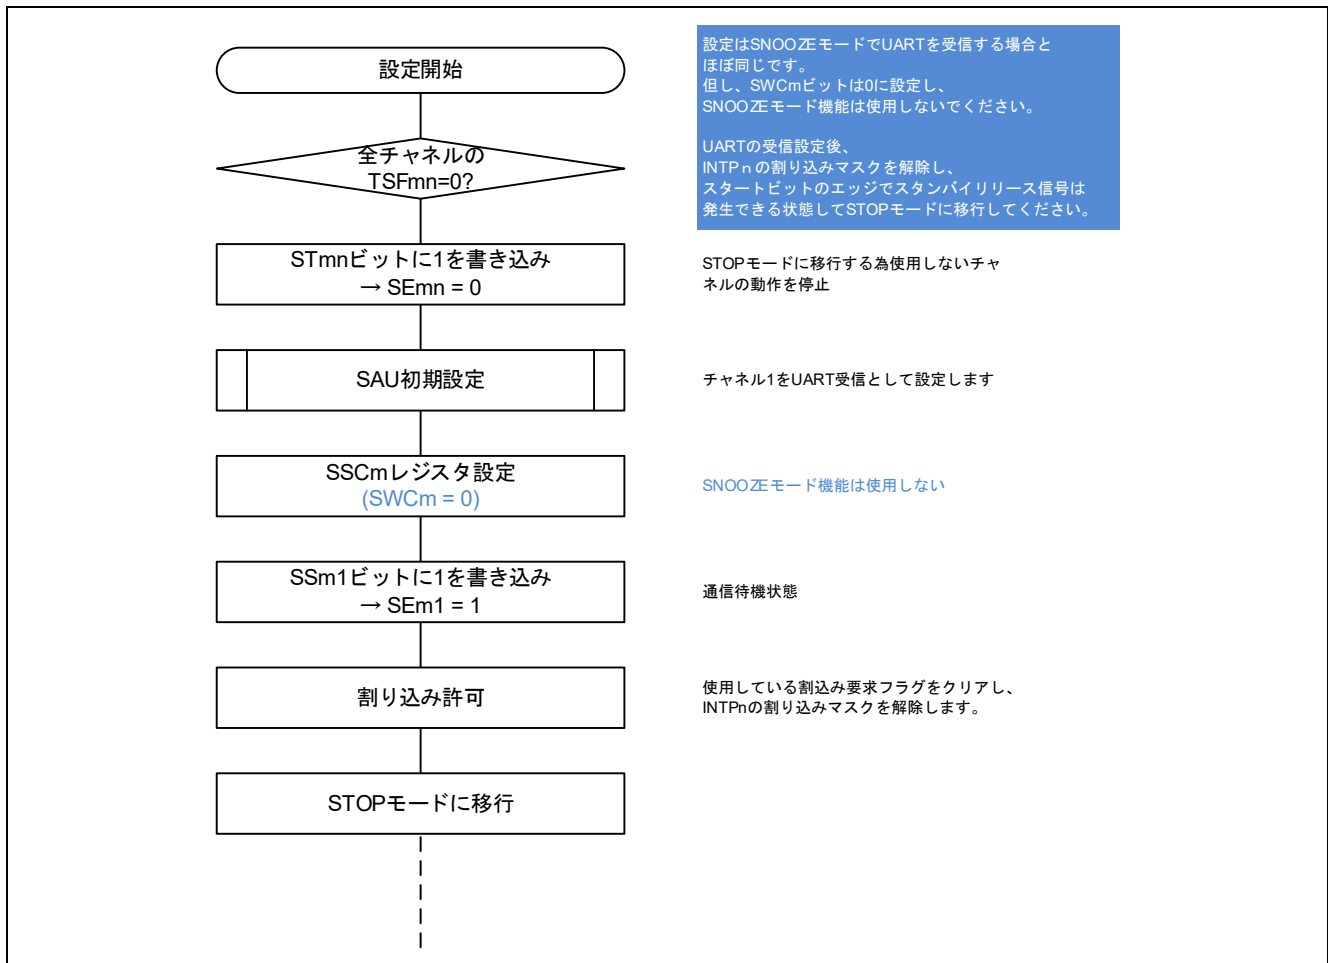 設定開始
設定はSNOOZEモードでUARTを受信する場合と
ほぼ同じです。
但し、SWCmビットは0に設定し、
SNOOZEモード機能は使用しないでください。
UARTの受信設定後、
INTPｎの割り込みマスクを解除し、
スタートビットのエッジでスタンバイリリース信号は
発生できる状態してSTOPモードに移行してください。
全チャネルの
TSFmn=0?
STmnビットに1を書き込み
→ SEmn = 0
STOPモードに移行する為使用しないチャ
ネルの動作を停止
SAU初期設定
チャネル1をUART受信として設定します
SSCmレジスタ設定
(SWCm = 0)
SNOOZEモード機能は使用しない
SSm1ビットに1を書き込み
→ SEm1 = 1
通信待機状態
割り込み許可
使用している割込み要求フラグをクリアし、
INTPnの割り込みマスクを解除します。
STOPモードに移行